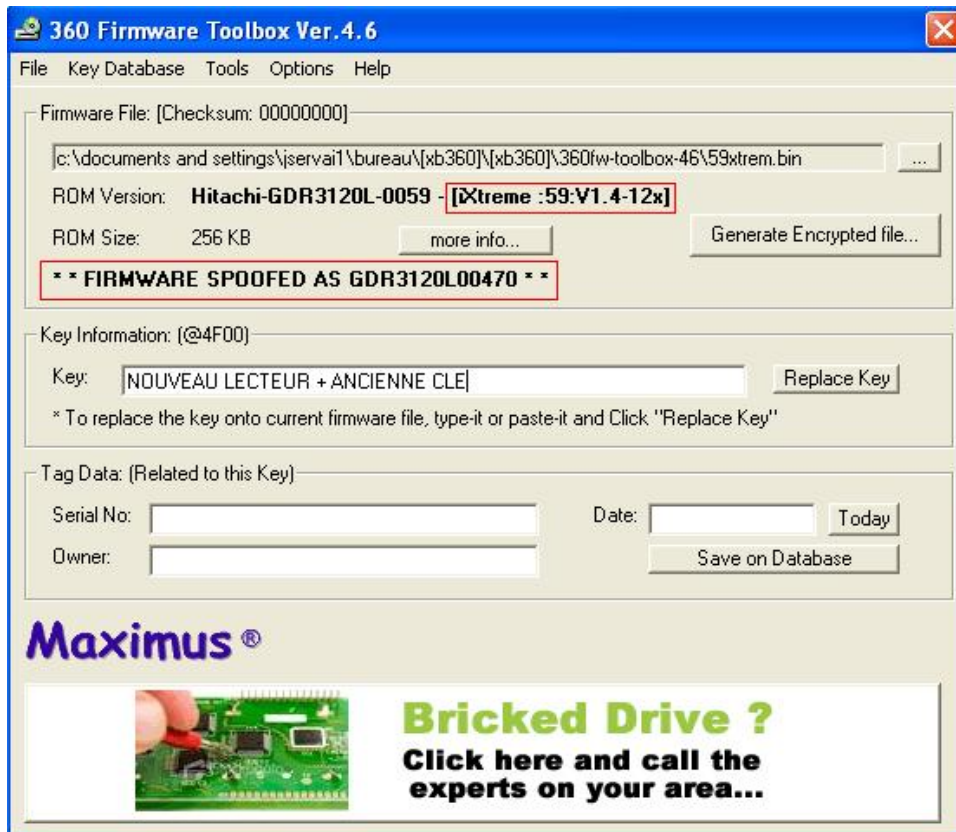 360 Firmware Toolbox Ver.4.6
File Key Database Tools Options Help
Firmware File: [Checksum: 00000000]
c:\documents and settings\jservai1\bureau\[xb360]\[xb360]\360fw-toolbox-46\59xtrem.bin ...
ROM Version: Hitachi-GDR3120L-0059 - [iXtreme :59:V1.4-12x]
ROM Size: 256 KB more info... Generate Encrypted file...
* * FIRMWARE SPOOFED AS GDR3120L00470 * *
Key Information: (@4F00)
Key: NOUVEAU LECTEUR + ANCIENNE CLE Replace Key
* To replace the key onto current firmware file, type-it or paste-it and Click "Replace Key"
Tag Data: (Related to this Key)
Serial No: Date: Today
Owner: Save on Database
Maximus ®
Bricked Drive ?
Click here and call the
experts on your area...